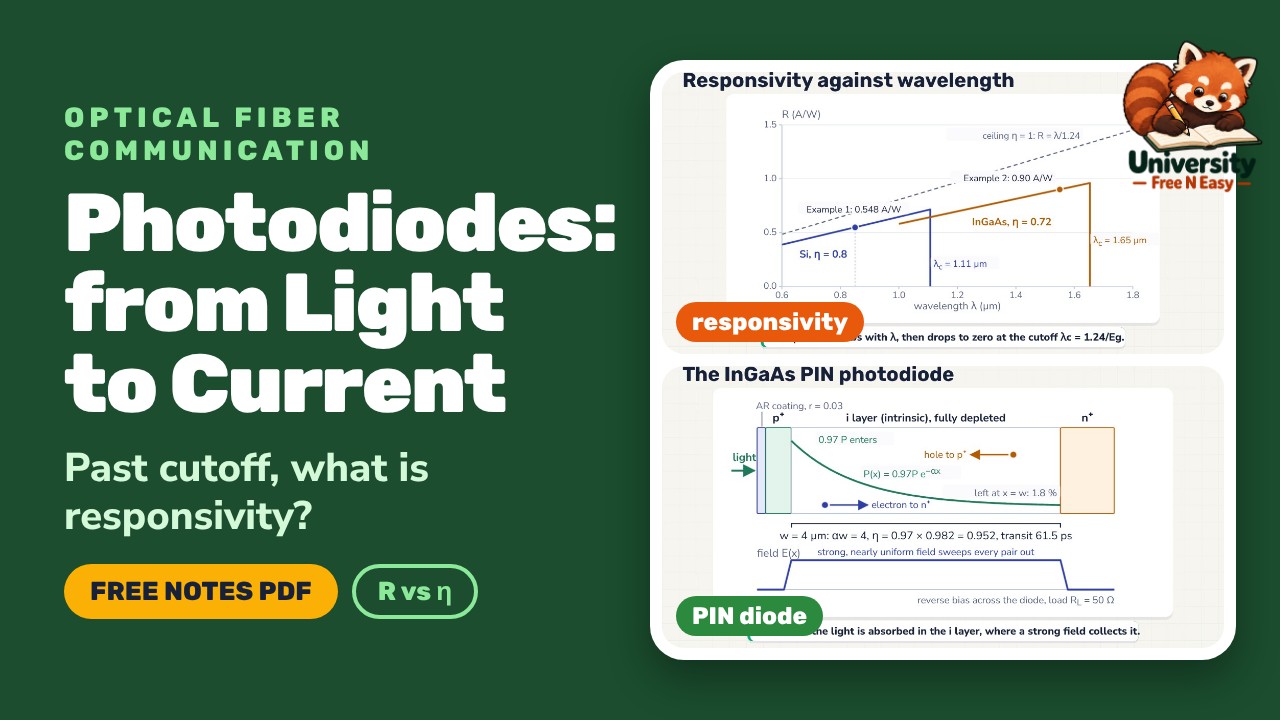 OPTICAL FIBER
COMMUNICATION
Photodiodes:
from Light
to Current
Past cutoff, what is
responsivity?
FREE NOTES PDF
R vs η
Responsivity against wavelength
R (A/W)
1.5
1.0
0.5
0.0
0.6
0.8
1.0
1.2
1.4
1.6
1.8
wavelength λ (µm)
ceiling η = 1: R = λ/1.24
Example 2: 0.90 A/W
Example 1: 0.548 A/W
InGaAs, η = 0.72
Si, η = 0.8
λc = 1.65 µm
λc = 1.11 µm
responsivity
with λ, then drops to zero at the cutoff λc = 1.24/Eg.
University
Free N Easy
The InGaAs PIN photodiode
AR coating, r = 0.03
p+
i layer (intrinsic), fully depleted
n+
0.97 P enters
light
hole to p+
P(x) = 0.97P e−αx
left at x = w: 1.8 %
electron to n+
w = 4 µm: αw = 4, η = 0.97 × 0.982 = 0.952, transit 61.5 ps
field E(x)
strong, nearly uniform field sweeps every pair out
reverse bias across the diode, load RL = 50 Ω
PIN diode
the light is absorbed in the i layer, where a strong field collects it.